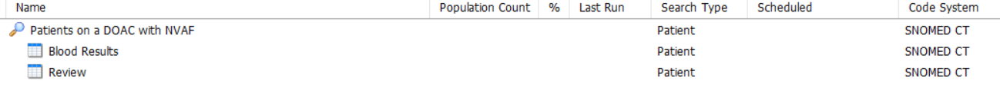 Name Population Count % Last Run Search Type Scheduled Code System
Patients on a DOAC with NVAF Patient SNOMED CT
Blood Results Patient SNOMED CT
Review Patient SNOMED CT